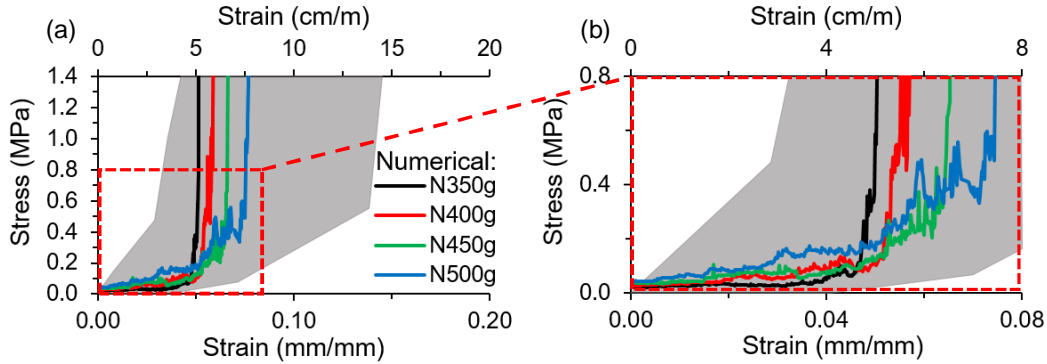 Strain (cm/m)
Strain (cm/m)
(a)
(b)
0 5 10 15 20
0 4 8
Stress (MPa)
1.4
1.2
1.0
0.8
0.6
0.4
0.2
0.0
Numerical:
N350g
N400g
N450g
N500g
0.00 0.10 0.20
Strain (mm/mm)
Stress (MPa)
0.8
0.4
0.0
0.00 0.04 0.08
Strain (mm/mm)